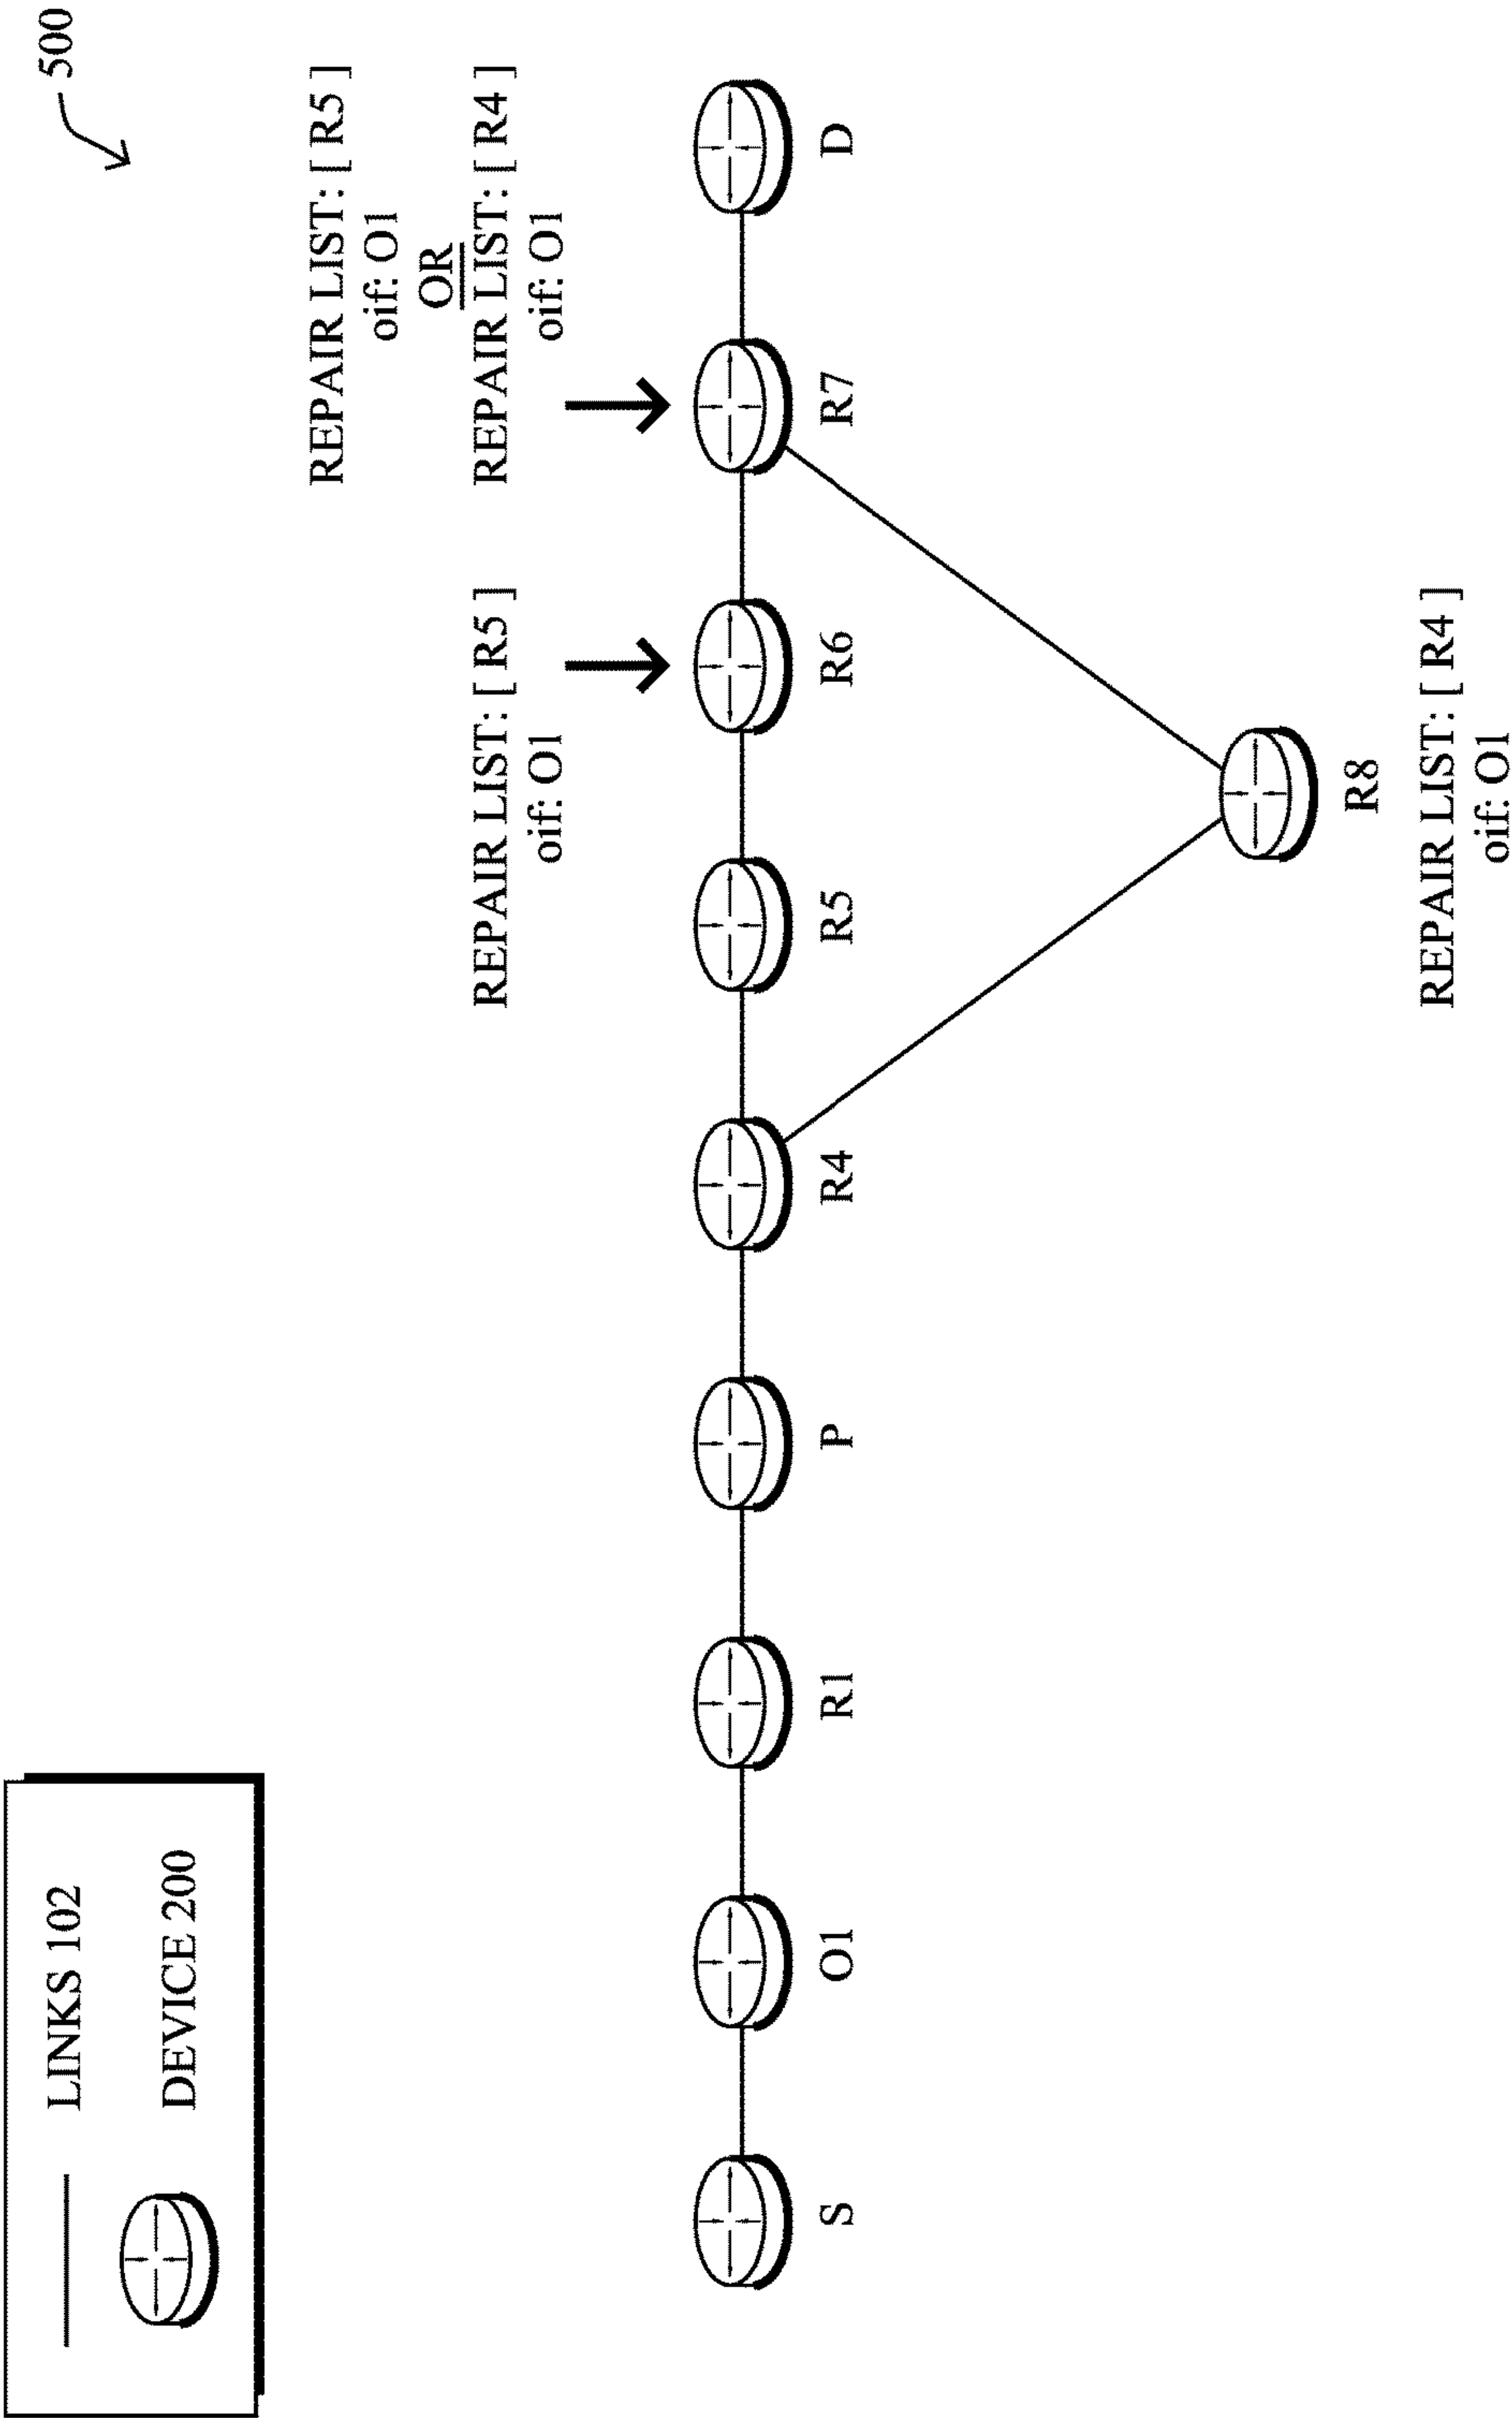 500
LINKS 102
DEVICE 200
REPAIR LIST: [ R5 ]
oif: O1
OR
REPAIR LIST: [ R4 ]
oif: O1
REPAIR LIST: [ R5 ]
oif: O1
S
O1
R1
P
R4
R5
R6
R7
D
R8
REPAIR LIST: [ R4 ]
oif: O1